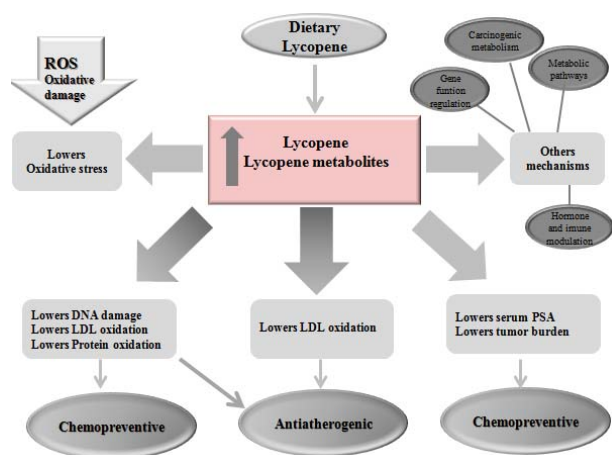 Dietary
Lycopene
ROS
Oxidative
damage
Carcinogenic
metabolism
Metabolic
pathways
Gene
funtion
regulation
Lycopene
Lycopene metabolites
Lowers
Oxidative stress
Others
mechanisms
Hormone
and imune
modulation
Lowers DNA damage
Lowers LDL oxidation
Lowers Protein oxidation
Lowers LDL oxidation
Lowers serum PSA
Lowers tumor burden
Chemopreventive
Antiatherogenic
Chemopreventive